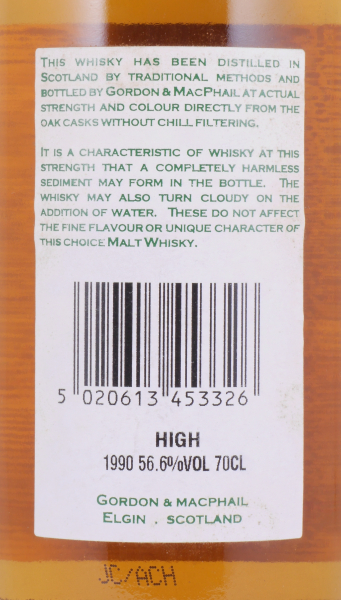 THIS WHISKY HAS BEEN DISTILLED IN
SCOTLAND BY TRADITIONAL METHODS AND
BOTTLED BY GORDON & MACPHAIL AT ACTUAL
STRENGTH AND COLOUR DIRECTLY FROM THE
OAK CASKS WITHOUT CHILL FILTERING.
IT IS A CHARACTERISTIC OF WHISKY AT THIS
STRENGTH THAT A COMPLETELY HARMLESS
SEDIMENT MAY FORM IN THE BOTTLE. THE
WHISKY MAY ALSO TURN CLOUDY ON THE
ADDITION OF WATER. THESE DO NOT AFFECT
THE FINE FLAVOUR OR UNIQUE CHARACTER OF
THIS CHOICE MALT WHISKY.
5 020613 453326
HIGH
1990 56.6%VOL 70CL
GORDON & MACPHAIL
ELGIN . SCOTLAND
JC/ACH